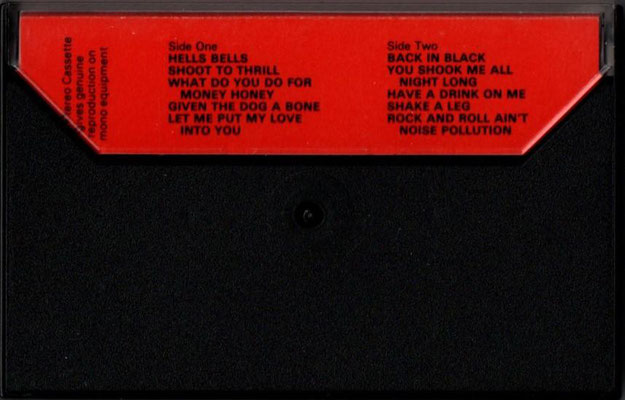 Stereo Cassette
gives genuine
reproduction on
mono equipment
Side One
HELLS BELLS
SHOOT TO THRILL
WHAT DO YOU DO FOR
MONEY HONEY
GIVEN THE DOG A BONE
LET ME PUT MY LOVE
INTO YOU
Side Two
BACK IN BLACK
YOU SHOOK ME ALL
NIGHT LONG
HAVE A DRINK ON ME
SHAKE A LEG
ROCK AND ROLL AIN'T
NOISE POLLUTION